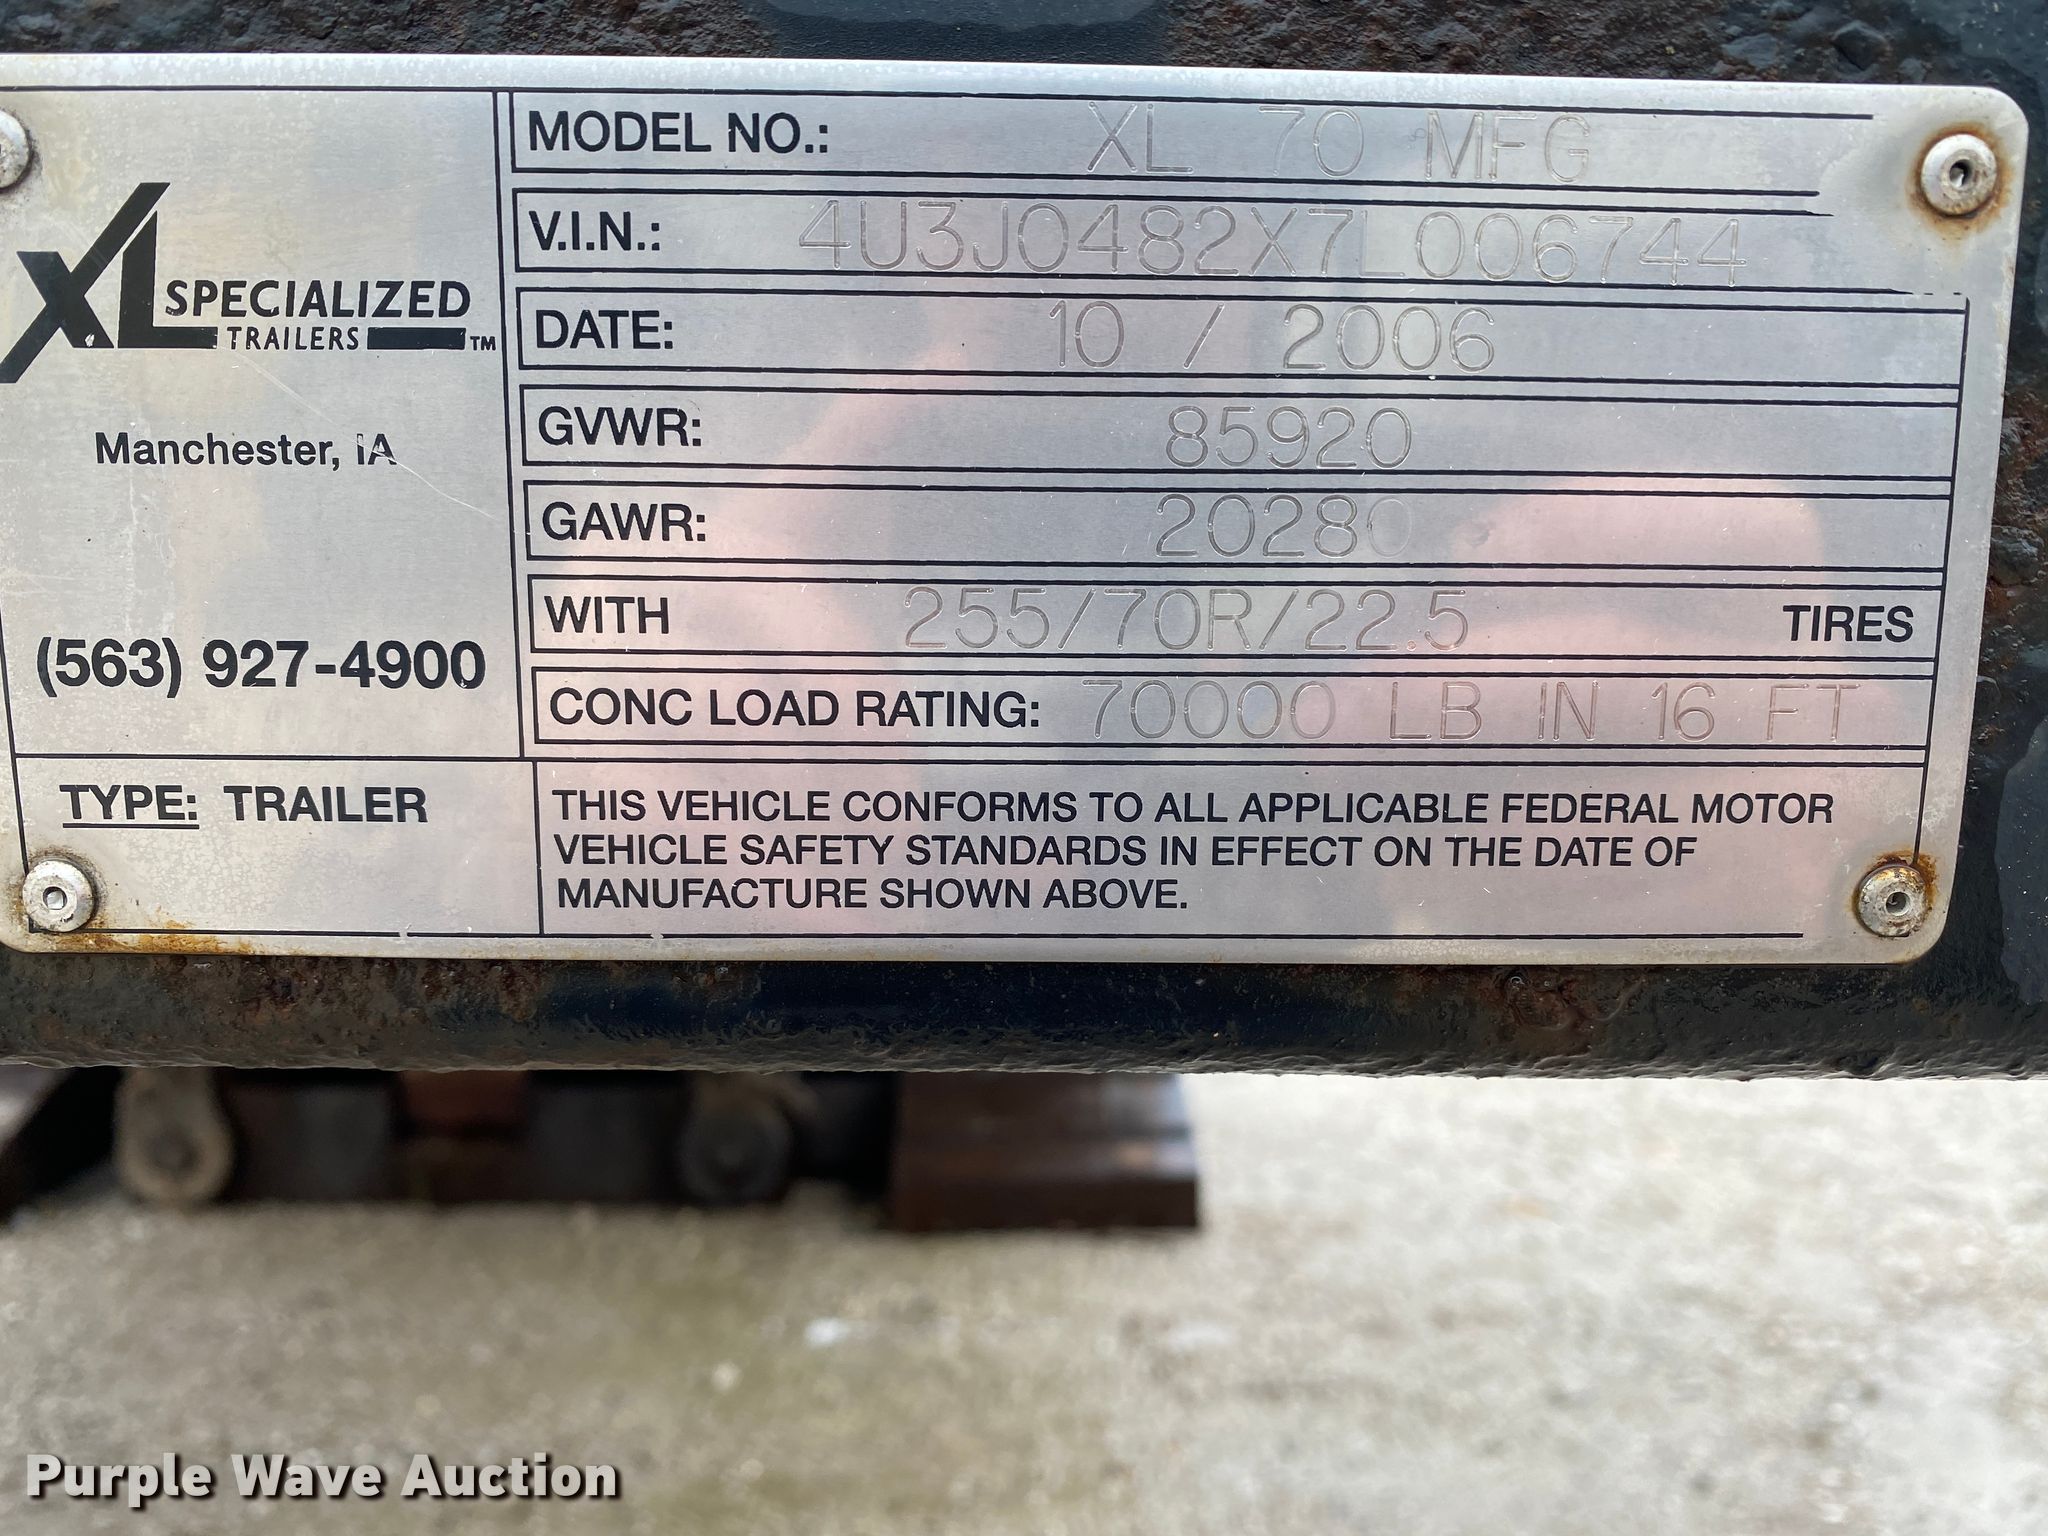 XL SPECIALIZED
TRAILERS ™
Manchester, IA
(563) 927-4900
TYPE: TRAILER
MODEL NO.: XL 70 MFG
V.I.N.: 4U3J0482X7L006744
DATE: 10 / 2006
GVWR: 85920
GAWR: 20280
WITH 255/70R/22.5 TIRES
CONC LOAD RATING: 70000 LB IN 16 FT
THIS VEHICLE CONFORMS TO ALL APPLICABLE FEDERAL MOTOR
VEHICLE SAFETY STANDARDS IN EFFECT ON THE DATE OF
MANUFACTURE SHOWN ABOVE.
Purple Wave Auction